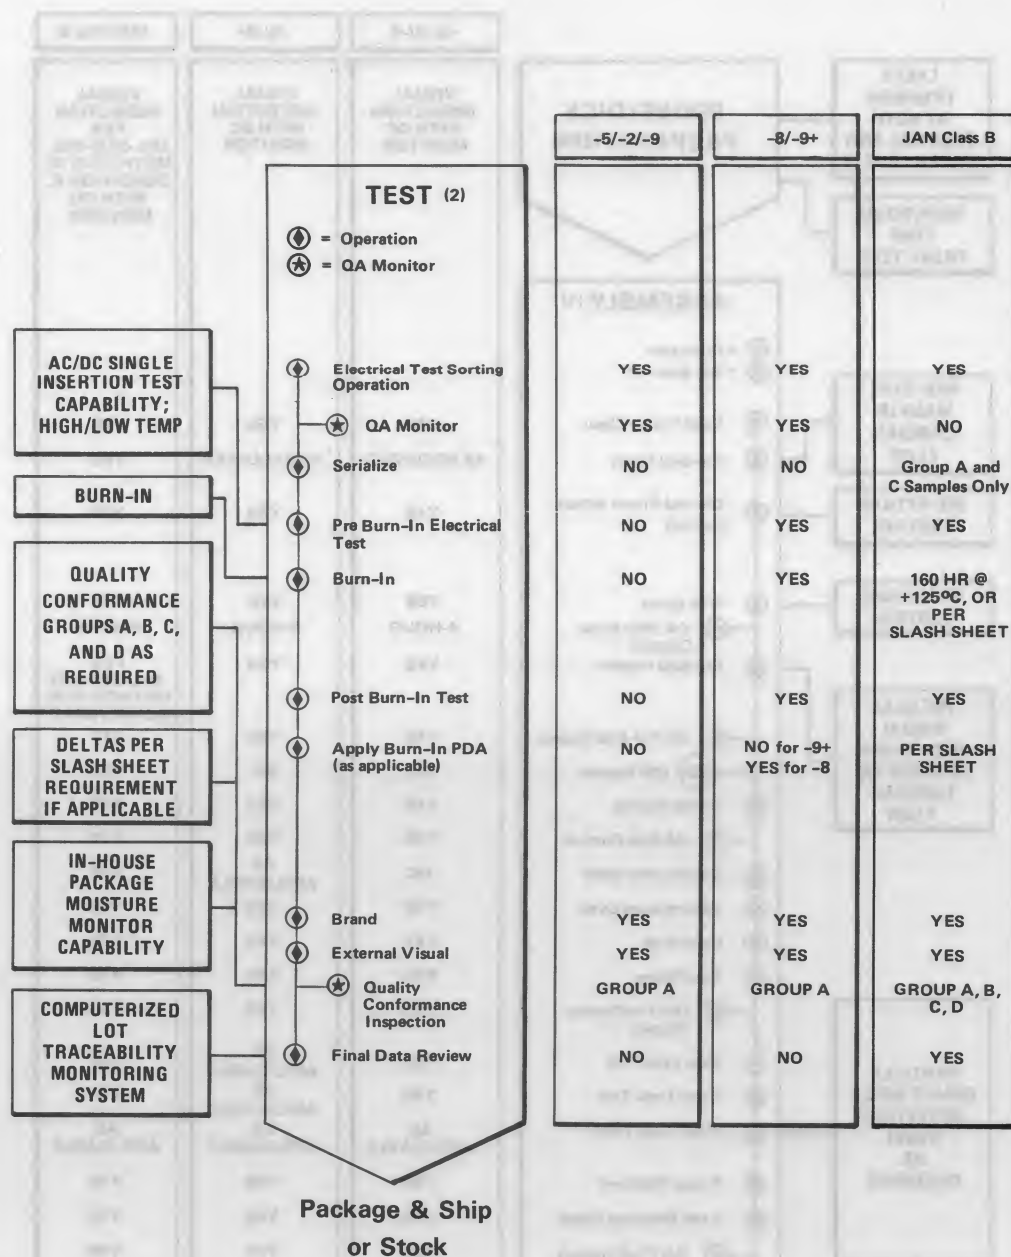 -5/-2/-9
-8/-9+
JAN Class B
TEST (2)
= Operation
= QA Monitor
AC/DC SINGLE
INSERTION TEST
CAPABILITY;
HIGH/LOW TEMP
BURN-IN
QUALITY
CONFORMANCE
GROUPS A, B, C,
AND D AS
REQUIRED
DELTAS PER
SLASH SHEET
REQUIREMENT
IF APPLICABLE
IN-HOUSE
PACKAGE
MOISTURE
MONITOR
CAPABILITY
COMPUTERIZED
LOT
TRACEABILITY
MONITORING
SYSTEM
Electrical Test Sorting
Operation
YES
YES
YES
QA Monitor
YES
YES
NO
Serialize
NO
NO
Group A and
C Samples Only
Pre Burn-In Electrical
Test
NO
YES
YES
Burn-In
NO
YES
160 HR @
+125ºC, OR
PER
SLASH SHEET
Post Burn-In Test
NO
YES
YES
Apply Burn-In PDA
(as applicable)
NO
NO for -9+
YES for -8
PER SLASH
SHEET
Brand
YES
YES
YES
External Visual
YES
YES
YES
Quality
Conformance
Inspection
GROUP A
GROUP A
GROUP A, B,
C, D
Final Data Review
NO
NO
YES
Package & Ship
or Stock